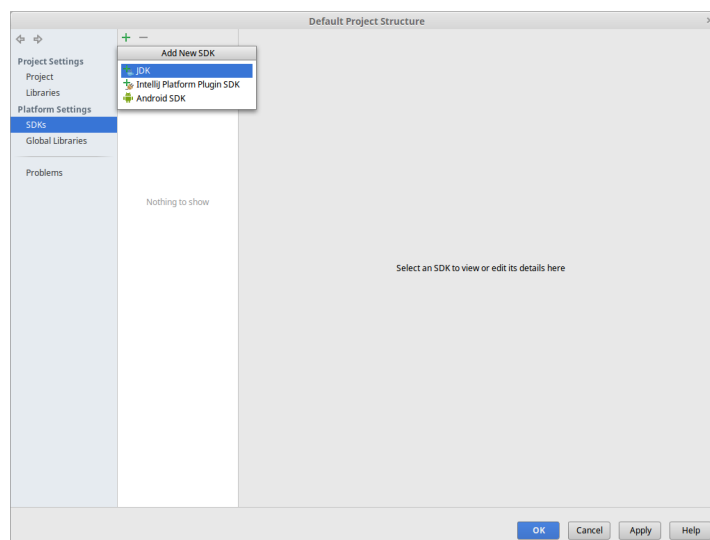 Default Project Structure
Add New SDK
JDK
IntelliJ Platform Plugin SDK
Android SDK
Project Settings
Project
Libraries
Platform Settings
SDKs
Global Libraries
Problems
Nothing to show
Select an SDK to view or edit its details here
OK
Cancel
Apply
Help